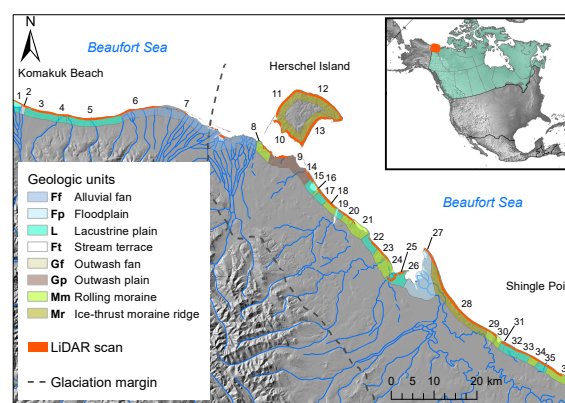 N
Beaufort Sea
Komakuk Beach
Herschel Island
1 2 3 4 5 6 7
8 9 10 11 12 13
14 15 16 17 18 19 20 21 22 23 24 25 26 27
Beaufort Sea
28 29 30 31 32 33 34 35
Shingle Poi
Geologic units
Ff Alluvial fan
Fp Floodplain
L Lacustrine plain
Ft Stream terrace
Gf Outwash fan
Gp Outwash plain
Mm Rolling moraine
Mr Ice-thrust moraine ridge
LiDAR scan
Glaciation margin
0 10 20 km